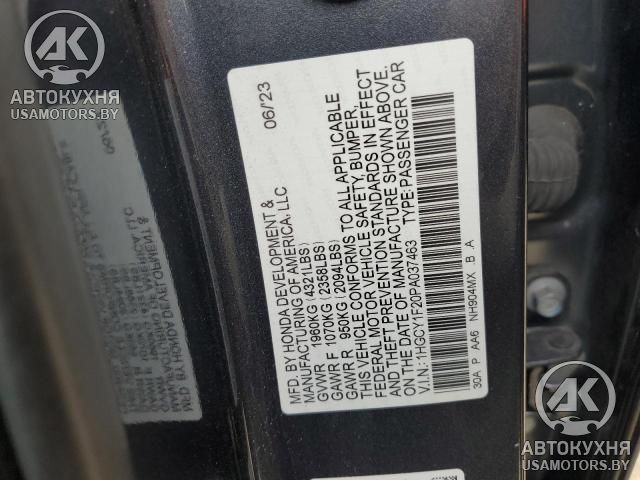 AK
АВТОКУХНЯ
USAMOTORS.BY
MFD. BY HONDA DEVELOPMENT &
MANUFACTURING OF AMERICA, LLC
06/23
GVWR 1960KG (4321LBS)
GAWR F 1070KG (2358LBS)
GAWR R 950KG (2094LBS)
THIS VEHICLE CONFORMS TO ALL APPLICABLE
FEDERAL MOTOR VEHICLE SAFETY, BUMPER,
AND THEFT PREVENTION STANDARDS IN EFFECT
ON THE DATE OF MANUFACTURE SHOWN ABOVE.
V.I.N.: 1HGCY1F20PA037463 TYPE: PASSENGER CAR
30A P AA6 NH904MX B A
AK
АВТОКУХНЯ
USAMOTORS.BY